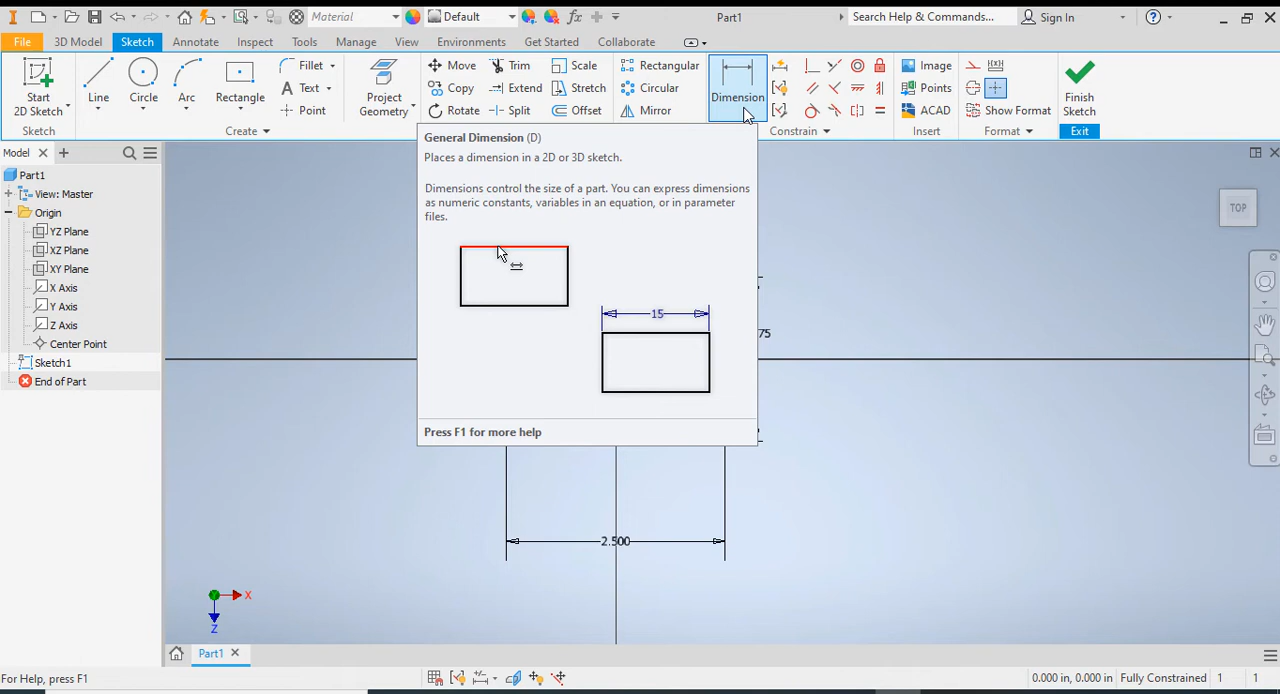 Material
Default
Part1
Search Help & Commands...
Sign In
File
3D Model
Sketch
Annotate
Inspect
Tools
Manage
View
Environments
Get Started
Collaborate
Start
2D Sketch
Line
Circle
Arc
Rectangle
Fillet
Text
Point
Project
Geometry
Move
Copy
Rotate
Trim
Extend
Split
Scale
Stretch
Offset
Rectangular
Circular
Mirror
Dimension
Image
Points
ACAD
Show Format
Finish
Sketch
Sketch
Create
Constrain
Insert
Format
Exit
Model
Part1
View: Master
Origin
YZ Plane
XZ Plane
XY Plane
X Axis
Y Axis
Z Axis
Center Point
Sketch1
End of Part
General Dimension (D)
Places a dimension in a 2D or 3D sketch.
Dimensions control the size of a part. You can express dimensions
as numeric constants, variables in an equation, or in parameter
files.
15
Press F1 for more help
TOP
75
2.500
X
Z
Part1
For Help, press F1
0.000 in, 0.000 in
Fully Constrained
1
1